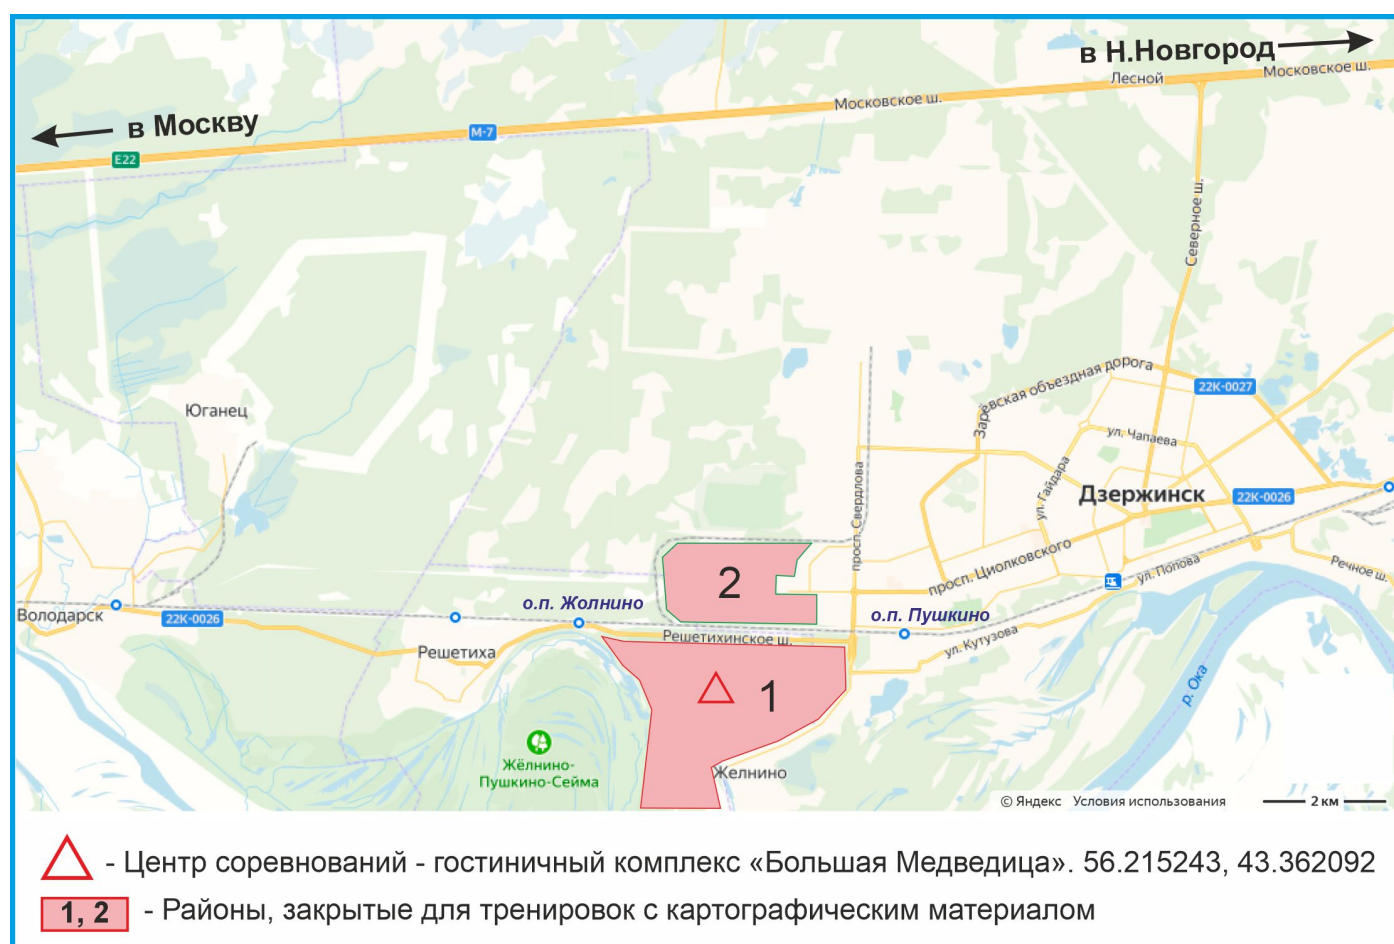 в Н.Новгород
Лесной
Московское ш.
Московское ш.
в Москву
М-7
Е22
Северное ш.
Зарёвская объездная дорога
22К-0027
Юганец
ул. Чапаева
ул. Гайдара
просп. Свердлова
Дзержинск
22К-0026
просп. Циолковского
ул. Попова
Речное ш.
2
о.п. Жолнино
о.п. Пушкино
Володарск
22К-0026
Решетихинское ш.
ул. Кутузова
Решетиха
1
р. Ока
Жёлнино-
Пушкино-Сейма
Желнино
© Яндекс Условия использования
2 км
- Центр соревнований - гостиничный комплекс «Большая Медведица». 56.215243, 43.362092
1, 2 - Районы, закрытые для тренировок с картографическим материалом